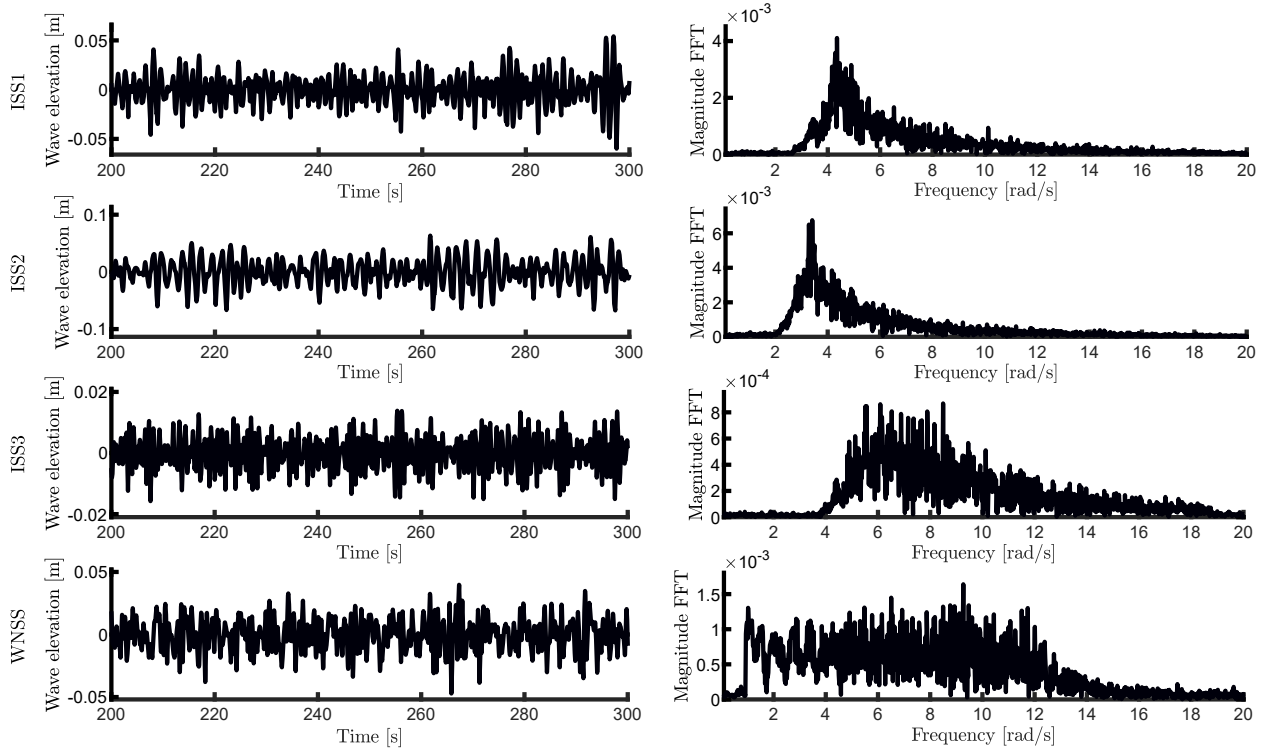 ISS1
Wave elevation [m]
0.05
0
-0.05
200 220 240 260 280 300
Time [s]
×10-3
Magnitude FFT
4
2
0
2 4 6 8 10 12 14 16 18 20
Frequency [rad/s]
ISS2
Wave elevation [m]
0.1
0
-0.1
200 220 240 260 280 300
Time [s]
×10-3
Magnitude FFT
6
4
2
0
2 4 6 8 10 12 14 16 18 20
Frequency [rad/s]
ISS3
Wave elevation [m]
0.02
0
-0.02
200 220 240 260 280 300
Time [s]
×10-4
Magnitude FFT
8
6
4
2
0
2 4 6 8 10 12 14 16 18 20
Frequency [rad/s]
WNSS
Wave elevation [m]
0.05
0
-0.05
200 220 240 260 280 300
Time [s]
×10-3
Magnitude FFT
1.5
1
0.5
0
2 4 6 8 10 12 14 16 18 20
Frequency [rad/s]